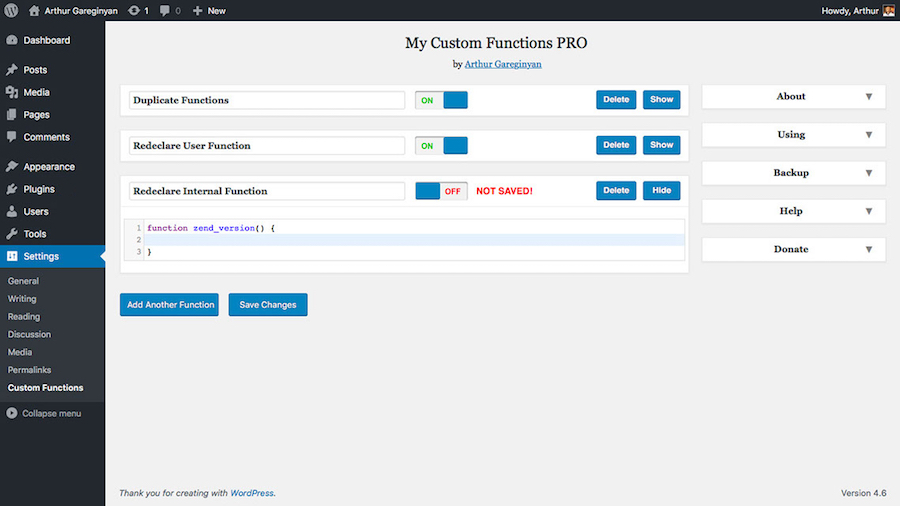 Arthur Gareginyan 1 0 + New Howdy, Arthur
Dashboard
Posts
Media
Pages
Comments
Appearance
Plugins
Users
Tools
Settings
General
Writing
Reading
Discussion
Media
Permalinks
Custom Functions
Collapse menu
My Custom Functions PRO
by Arthur Gareginyan
Duplicate Functions ON Delete Show
Redeclare User Function ON Delete Show
Redeclare Internal Function OFF NOT SAVED! Delete Hide
1 function zend_version() {
2
3 }
Add Another Function Save Changes
About
Using
Backup
Help
Donate
Thank you for creating with WordPress. Version 4.6